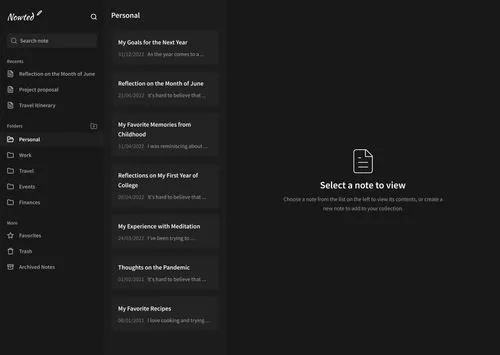 Nowted
Search note
Recents
Reflection on the Month of June
Project proposal
Travel itinerary
Folders
Personal
Work
Travel
Events
Finances
More
Favorites
Trash
Archived Notes
Personal
My Goals for the Next Year
31/12/2022 As the year comes to a ...
Reflection on the Month of June
21/06/2022 It's hard to believe that ...
My Favorite Memories from
Childhood
11/04/2022 I was reminiscing about ...
Reflections on My First Year of
College
It's hard to believe that ...
My Experience with Meditation
24/03/2022 I've been trying to ...
Thoughts on the Pandemic
01/02/2021 It's hard to believe that ...
My Favorite Recipes
06/01/2021 I love cooking and trying ...
Select a note to view
Choose a note from the list on the left to view its contents, or create a
new note to add to your collection.